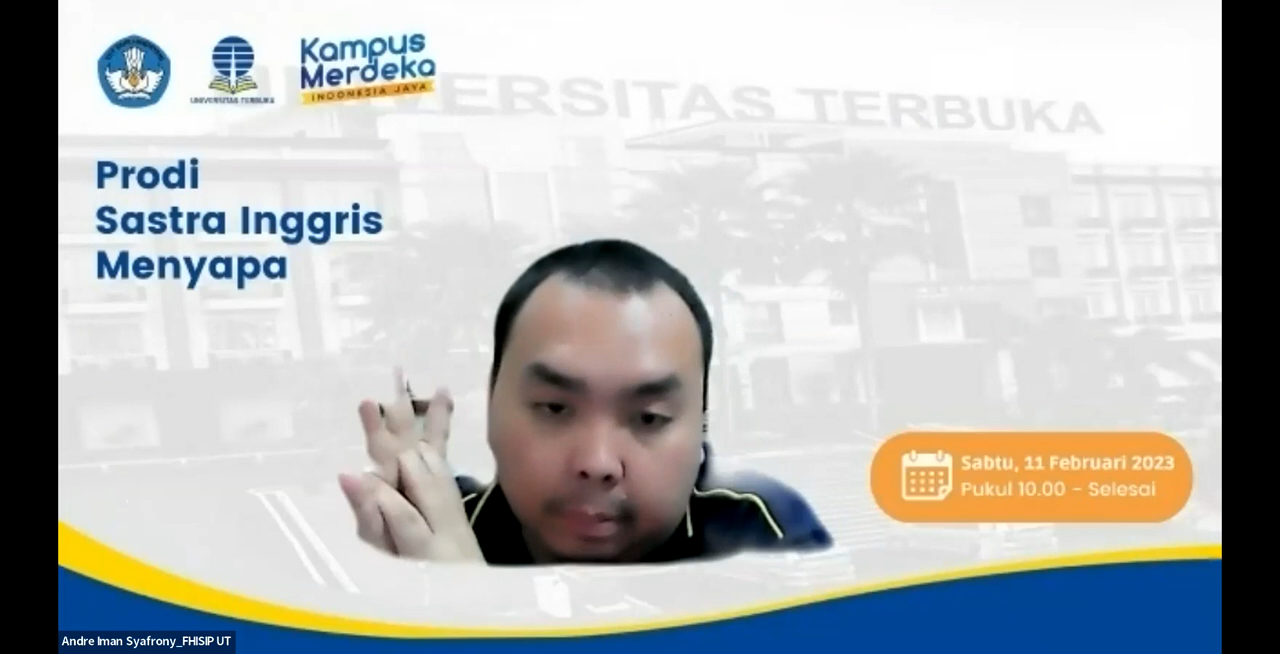 UNIVERSITAS TERBUKA
Kampus
Merdeka
INDONESIA JAYA
ERSITAS TERBUKA
Prodi
Sastra Inggris
Menyapa
Sabtu, 11 Februari 2023
Pukul 10.00 – Selesai
Andre Iman Syafrony_FHISIP UT